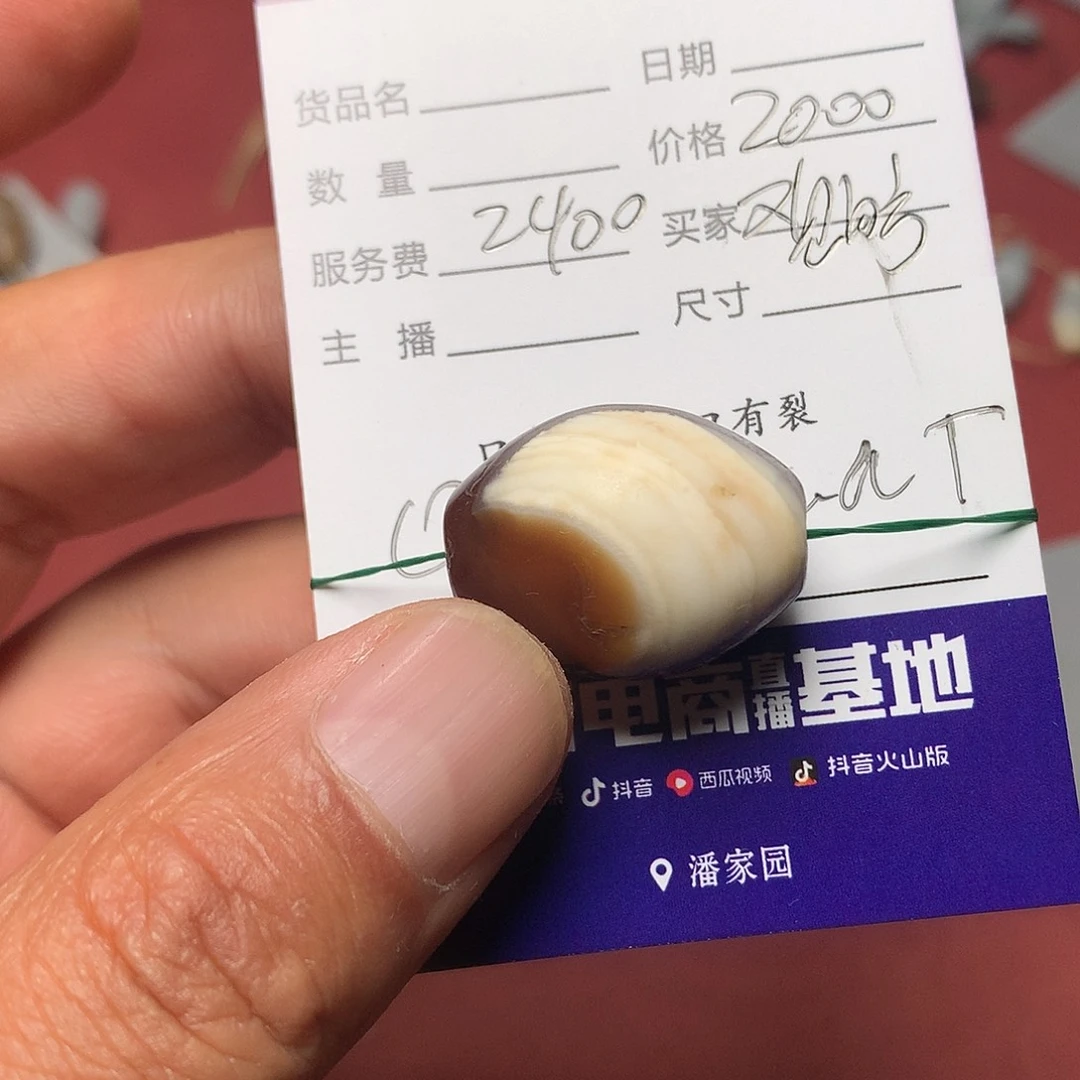 货品名 日期
数 量 价格 2000
服务费 2400 买家
主 播 尺寸
有裂
a T
电商直播基地
抖音 西瓜视频 抖音火山版
潘家园